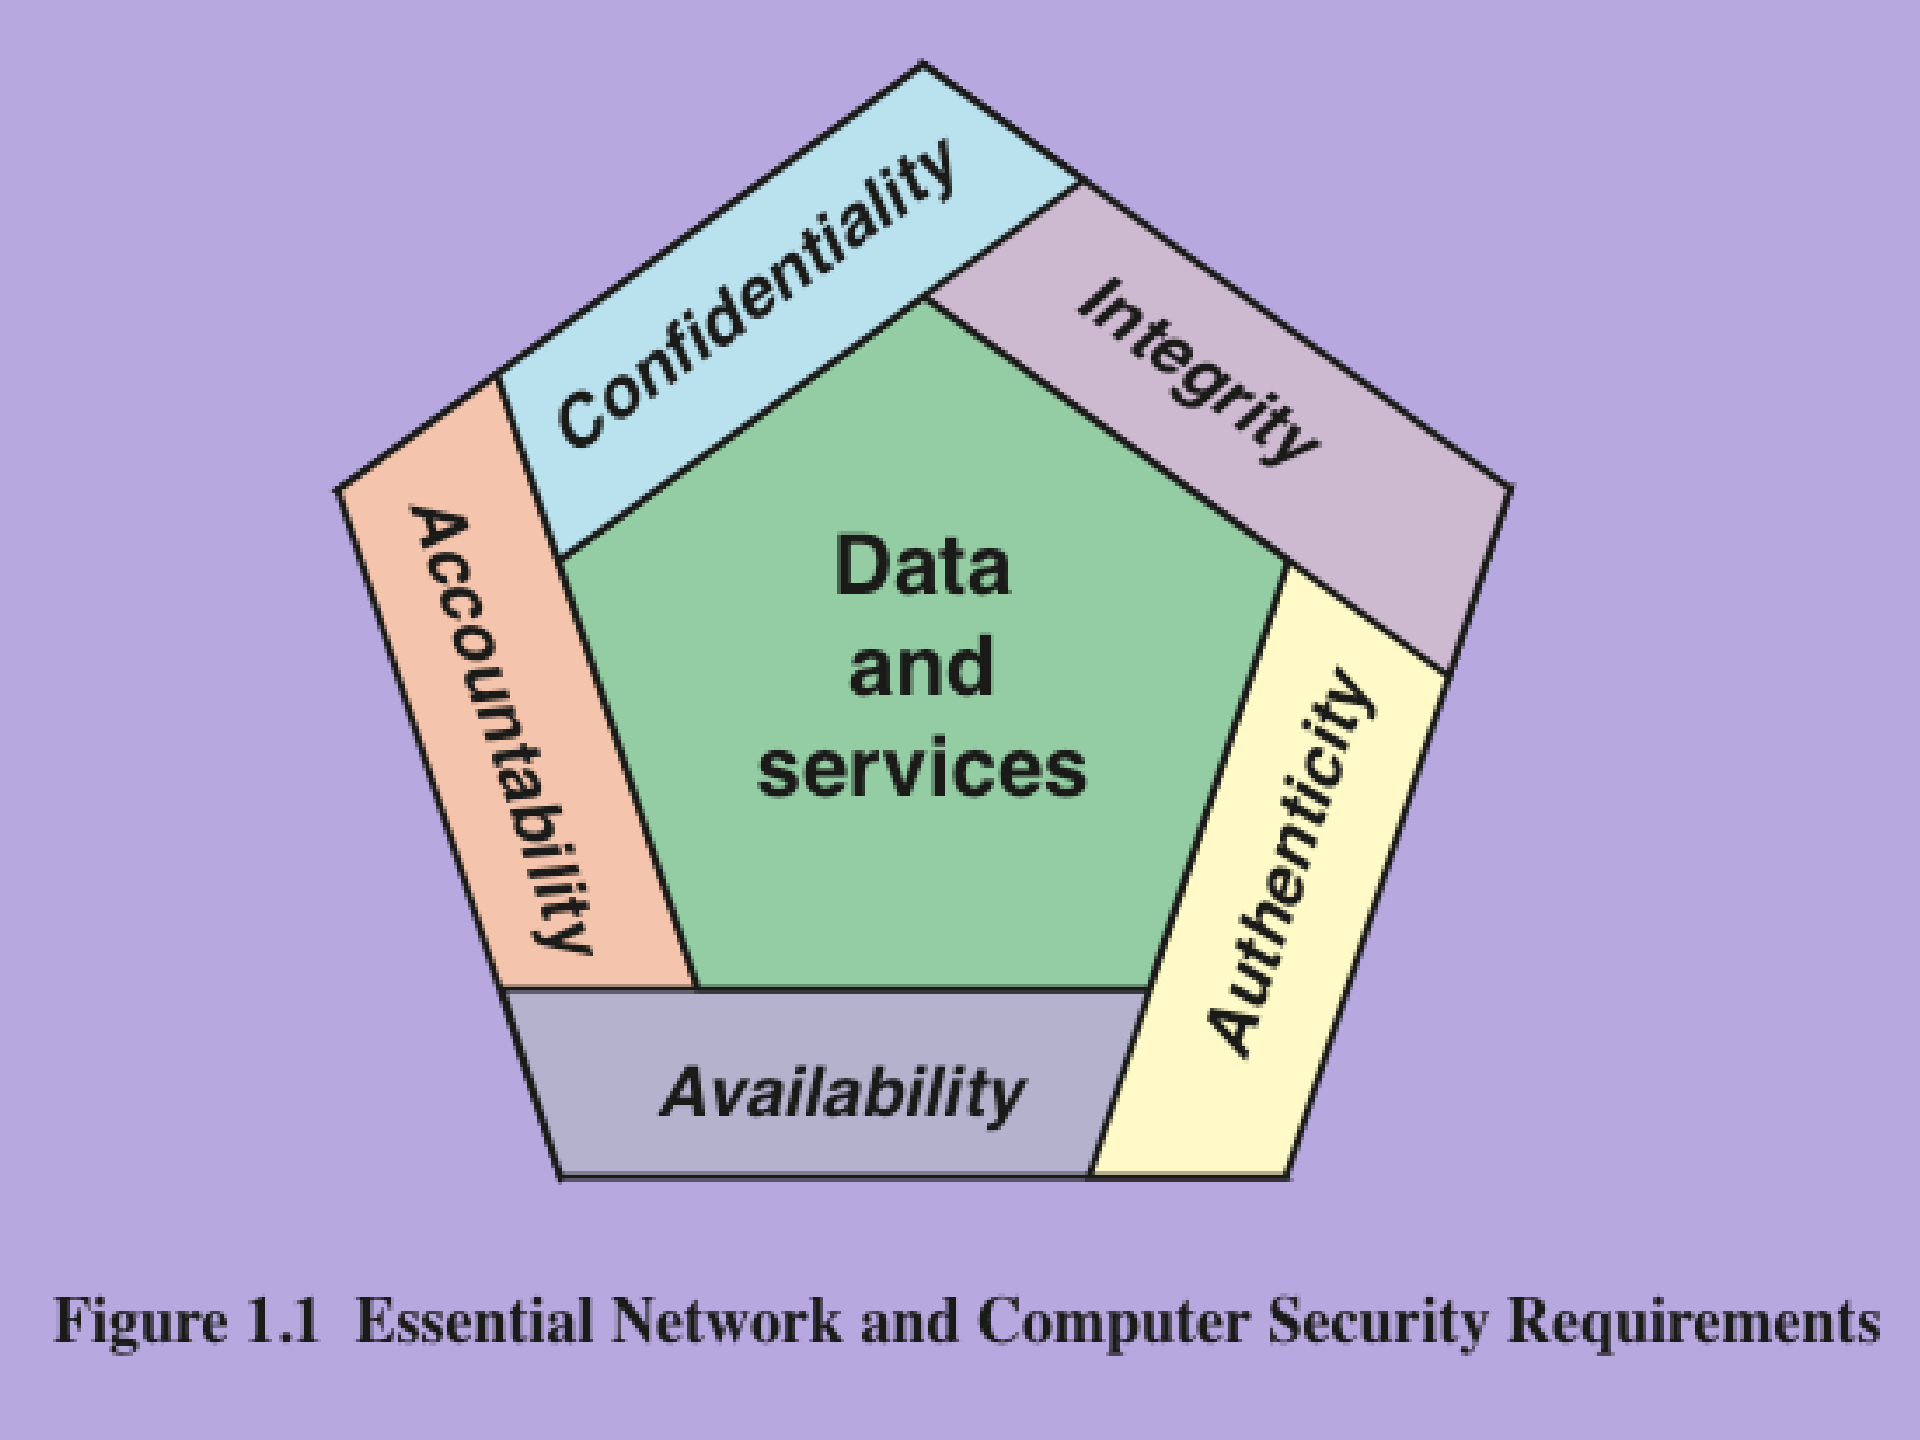 Confidentiality
Integrity
Accountability
Data
and
services
Authenticity
Availability
Figure 1.1 Essential Network and Computer Security Requirements